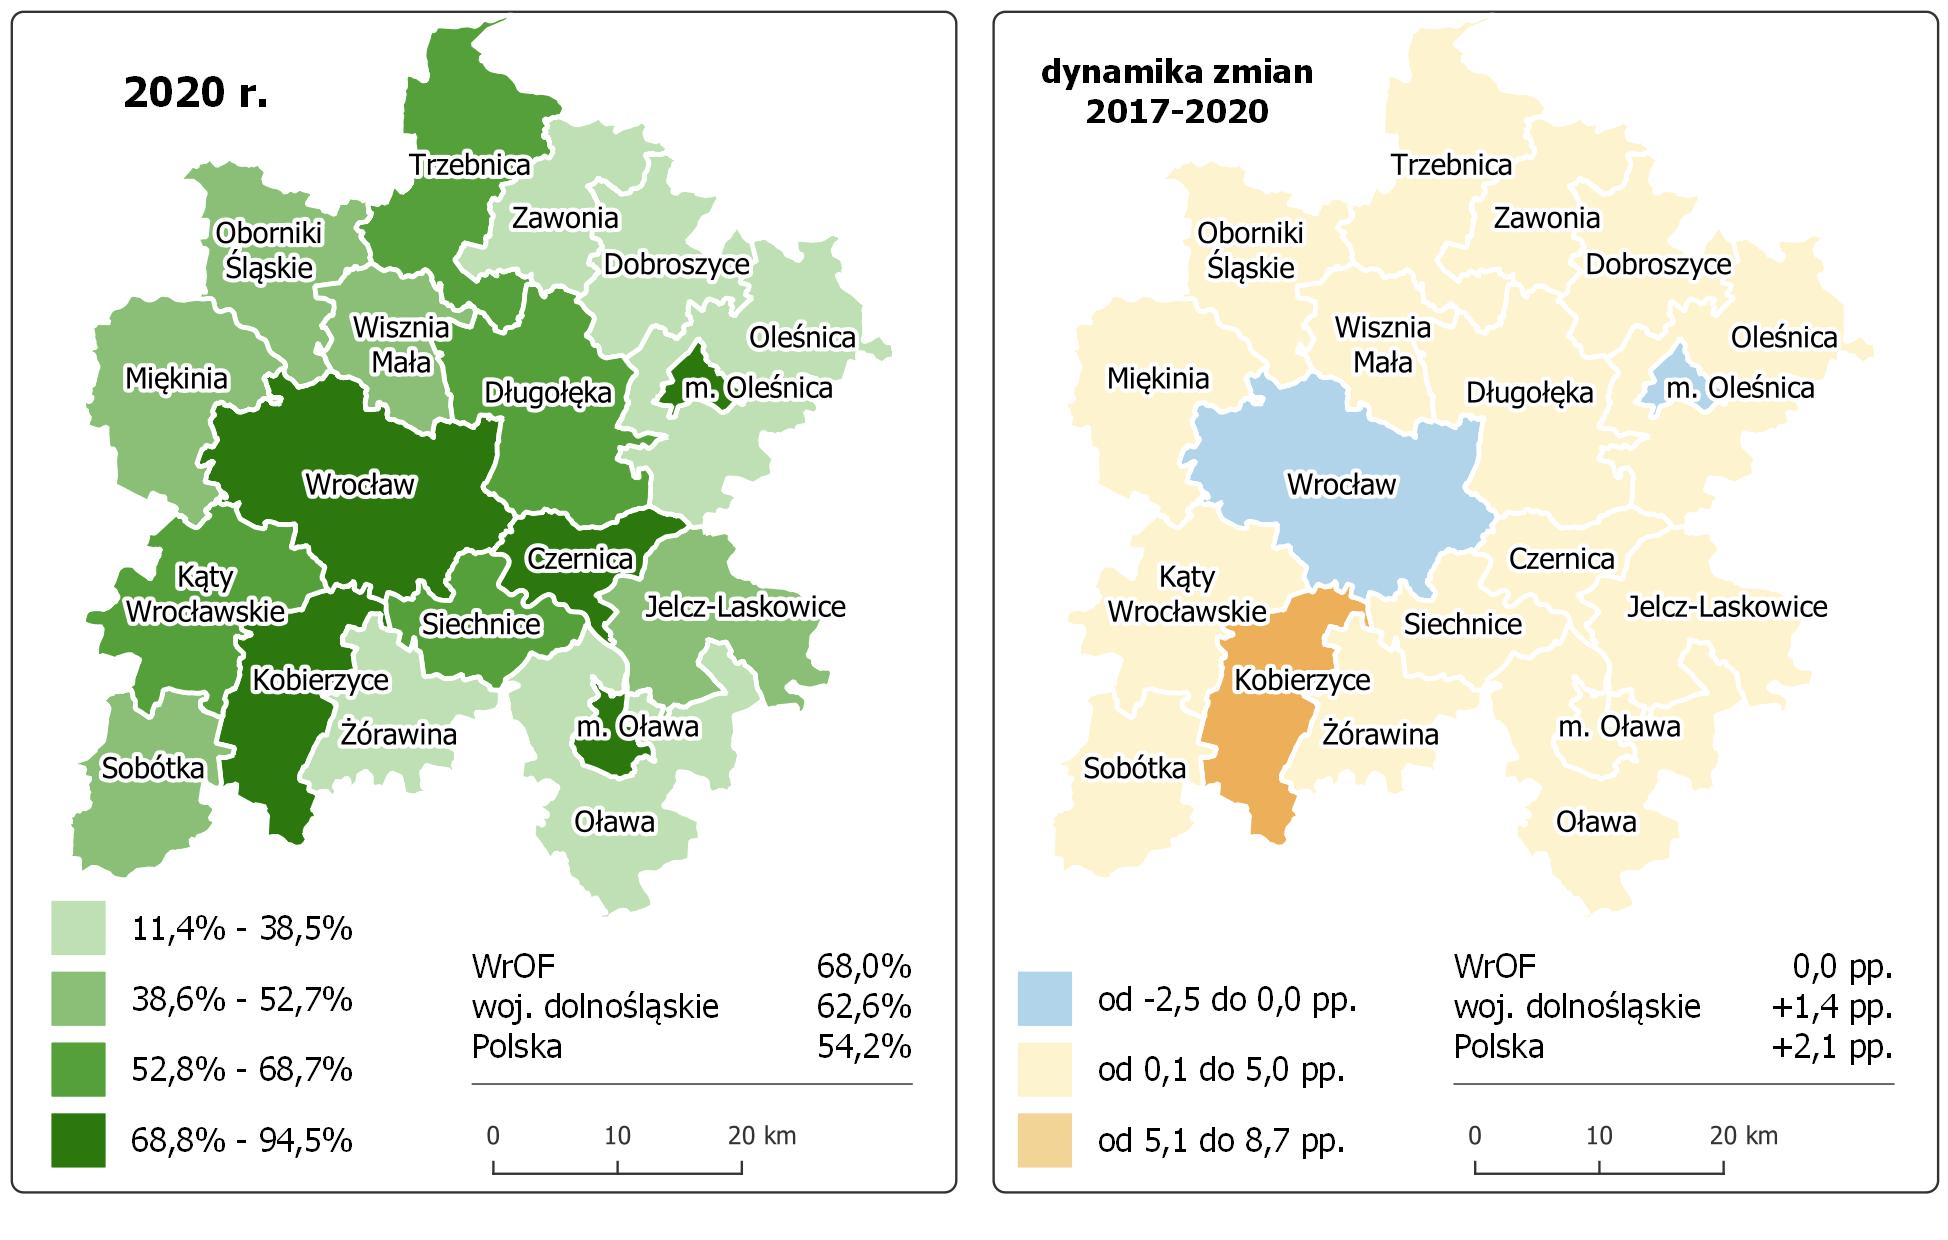 2020 r.
Trzebnica
Zawonia
Oborniki
Śląskie
Dobroszyce
Wisznia
Mała
Oleśnica
Miękinia
Długołęka
m. Oleśnica
Wrocław
Czernica
Kąty
Wrocławskie
Jelcz-Laskowice
Siechnice
Kobierzyce
m. Oława
Żórawina
Sobótka
Oława
11,4% - 38,5%
38,6% - 52,7%
52,8% - 68,7%
68,8% - 94,5%
WrOF 68,0%
woj. dolnośląskie 62,6%
Polska 54,2%
0 10 20 km
dynamika zmian
2017-2020
Trzebnica
Zawonia
Oborniki
Śląskie
Dobroszyce
Wisznia
Mała
Oleśnica
Miękinia
Długołęka
m. Oleśnica
Wrocław
Czernica
Kąty
Wrocławskie
Jelcz-Laskowice
Siechnice
Kobierzyce
m. Oława
Żórawina
Sobótka
Oława
od -2,5 do 0,0 pp.
od 0,1 do 5,0 pp.
od 5,1 do 8,7 pp.
WrOF 0,0 pp.
woj. dolnośląskie +1,4 pp.
Polska +2,1 pp.
0 10 20 km